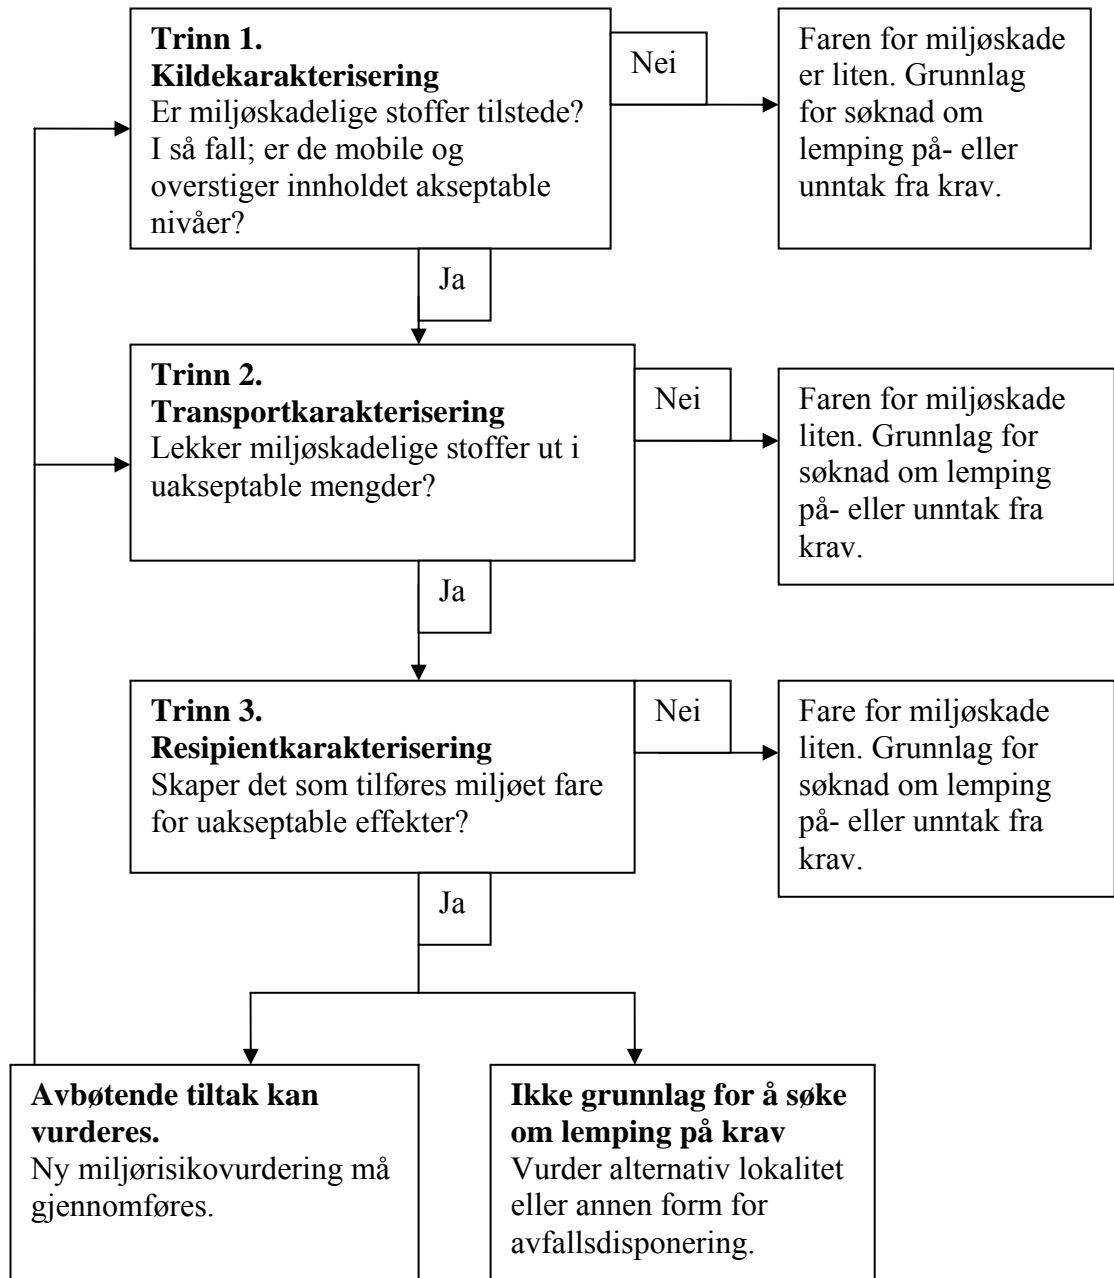 Trinn 1.
Kildekarakterisering
Er miljøskadelige stoffer tilstede?
I så fall; er de mobile og
overstiger innholdet akseptable
nivåer?
Nei
Faren for miljøskade
er liten. Grunnlag
for søknad om
lemping på- eller
unntak fra krav.
Ja
Trinn 2.
Transportkarakterisering
Lekker miljøskadelige stoffer ut i
uakseptable mengder?
Nei
Faren for miljøskade
liten. Grunnlag for
søknad om lemping
på- eller unntak fra
krav.
Ja
Trinn 3.
Resipientkarakterisering
Skaper det som tilføres miljøet fare
for uakseptable effekter?
Nei
Fare for miljøskade
liten. Grunnlag for
søknad om lemping
på- eller unntak fra
krav.
Ja
Avbøtende tiltak kan
vurderes.
Ny miljørisikovurdering må
gjennomføres.
Ikke grunnlag for å søke
om lemping på krav
Vurder alternativ lokalitet
eller annen form for
avfallsdisponering.